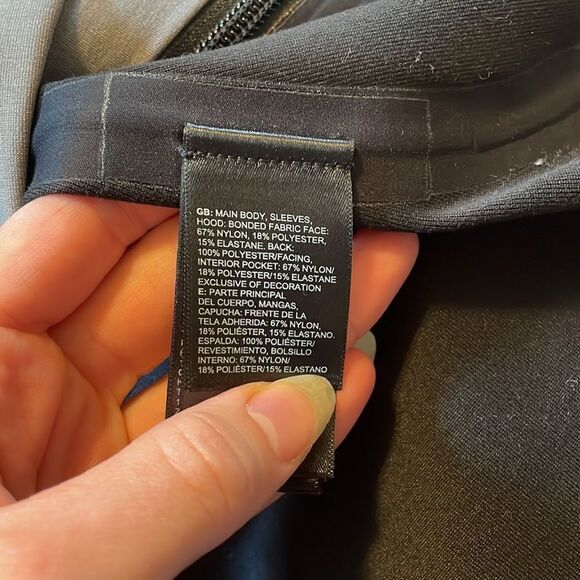 GB: MAIN BODY, SLEEVES,
HOOD: BONDED FABRIC FACE:
67% NYLON, 18% POLYESTER,
15% ELASTANE. BACK:
100% POLYESTER/FACING,
INTERIOR POCKET: 67% NYLON/
18% POLYESTER/15% ELASTANE
EXCLUSIVE OF DECORATION
E: PARTE PRINCIPAL
DEL CUERPO, MANGAS,
CAPUCHA: FRENTE DE LA
TELA ADHERIDA: 67% NYLON,
18% POLIÉSTER, 15% ELASTANO.
ESPALDA: 100% POLIÉSTER/
REVESTIMIENTO, BOLSILLO
INTERNO: 67% NYLON/
18% POLIÉSTER/15% ELASTANO